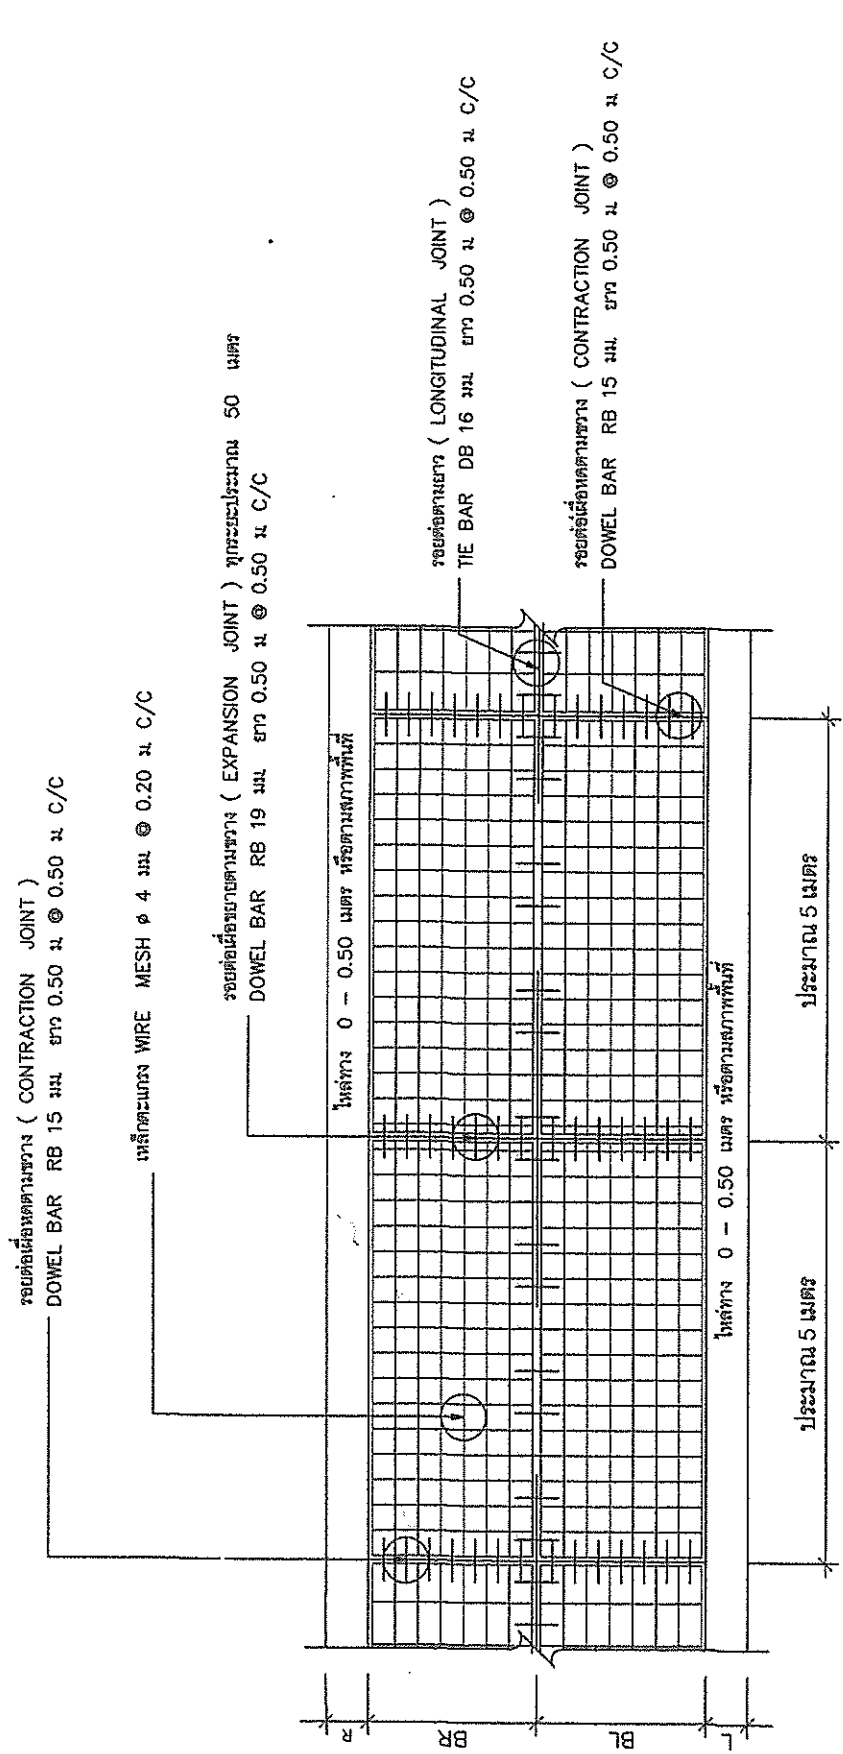 รอยต่อเผื่อหดตามขวาง ( CONTRACTION JOINT )
DOWEL BAR RB 15 มม. ยาว 0.50 ม @ 0.50 ม. C/C
เหล็กตะแกรง WIRE MESH ø 4 มม. @ 0.20 ม. C/C
รอยต่อเผื่อขยายตามขวาง ( EXPANSION JOINT ) ทุกระยะประมาณ 50 เมตร
DOWEL BAR RB 19 มม. ยาว 0.50 ม @ 0.50 ม. C/C
ไหล่ทาง 0 - 0.50 เมตร หรือตามสภาพพื้นที่
รอยต่อตามยาว ( LONGITUDINAL JOINT )
TIE BAR DB 16 มม. ยาว 0.50 ม @ 0.50 ม. C/C
รอยต่อเผื่อหดตามขวาง ( CONTRACTION JOINT )
DOWEL BAR RB 15 มม. ยาว 0.50 ม @ 0.50 ม. C/C
ไหล่ทาง 0 - 0.50 เมตร หรือตามสภาพพื้นที่
ประมาณ 5 เมตร
ประมาณ 5 เมตร
R
BR
BL
L